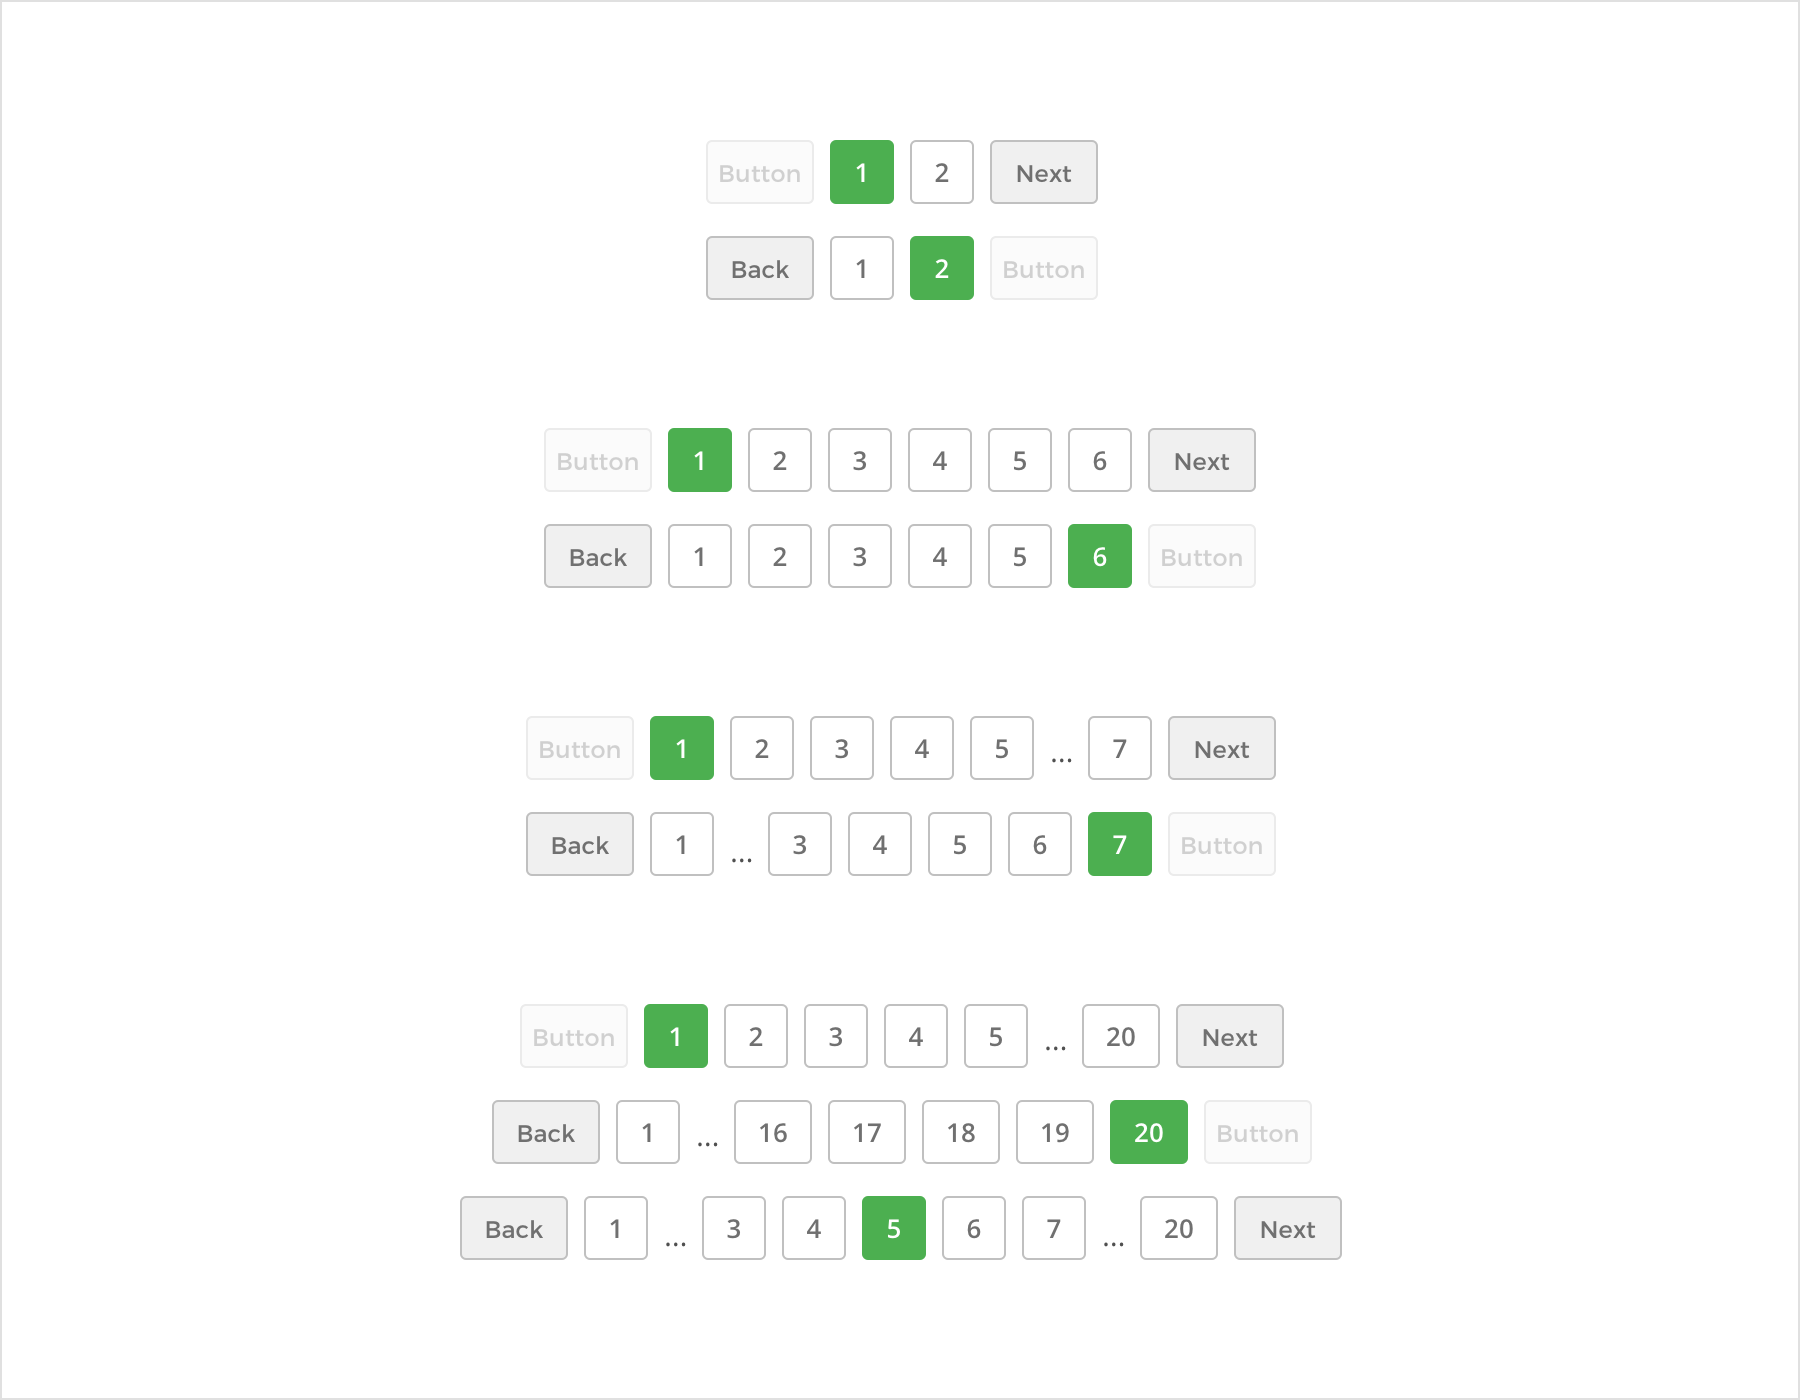 Button 1 2 Next
Back 1 2 Button
Button 1 2 3 4 5 6 Next
Back 1 2 3 4 5 6 Button
Button 1 2 3 4 5 ... 7 Next
Back 1 ... 3 4 5 6 7 Button
Button 1 2 3 4 5 ... 20 Next
Back 1 ... 16 17 18 19 20 Button
Back 1 ... 3 4 5 6 7 ... 20 Next